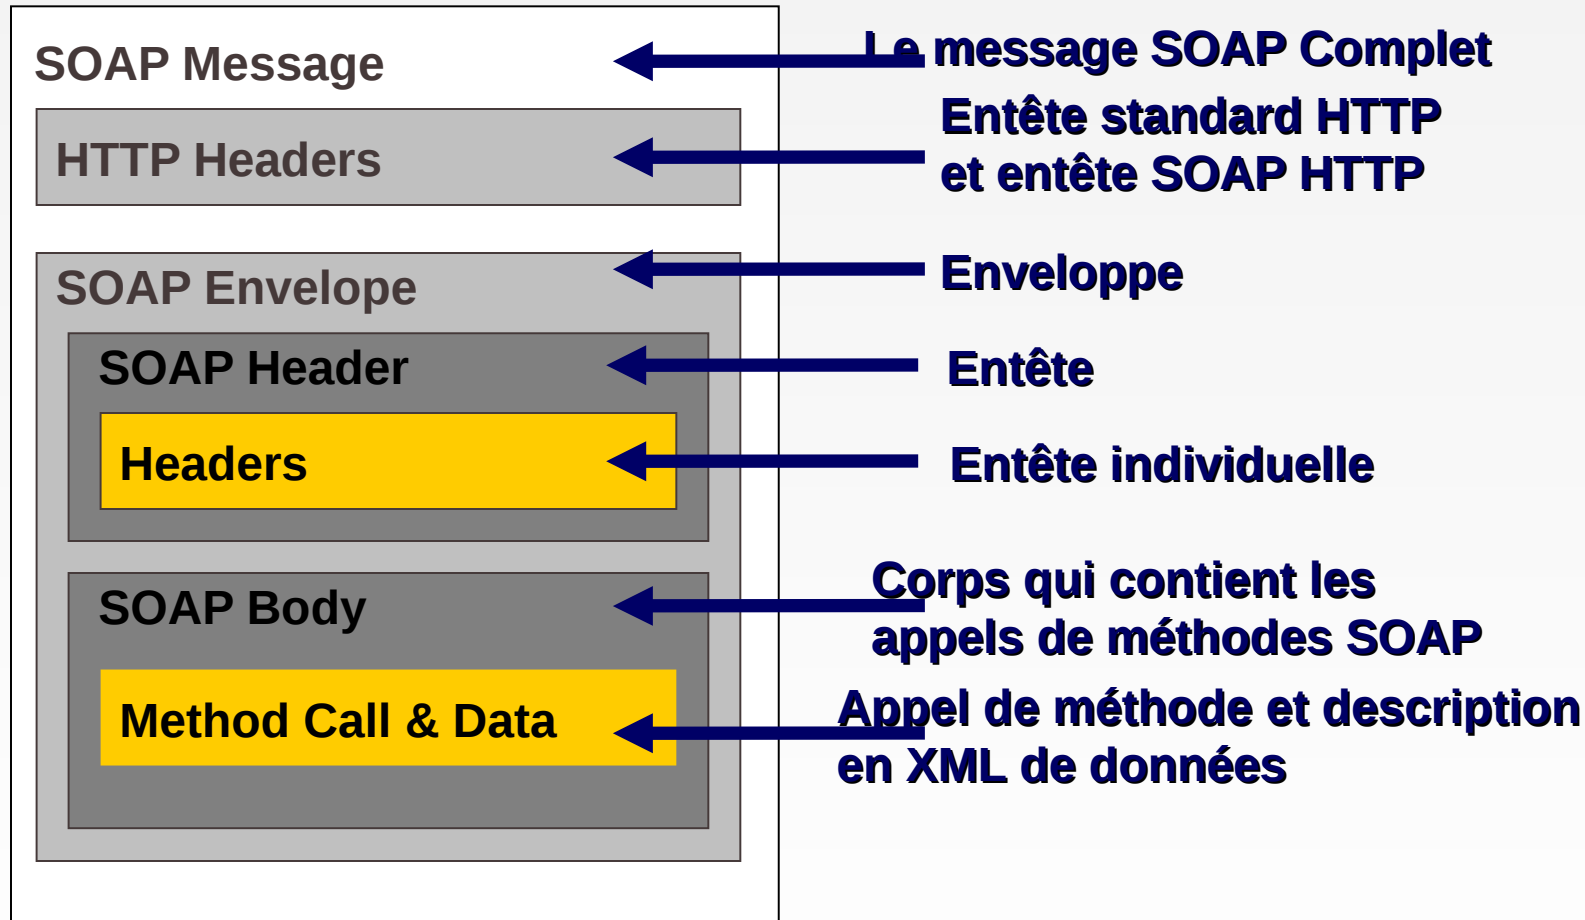 SOAP Message
Le message SOAP Complet
HTTP Headers
Entête standard HTTP
et entête SOAP HTTP
SOAP Envelope
Enveloppe
SOAP Header
Entête
Headers
Entête individuelle
SOAP Body
Corps qui contient les
appels de méthodes SOAP
Method Call & Data
Appel de méthode et description
en XML de données